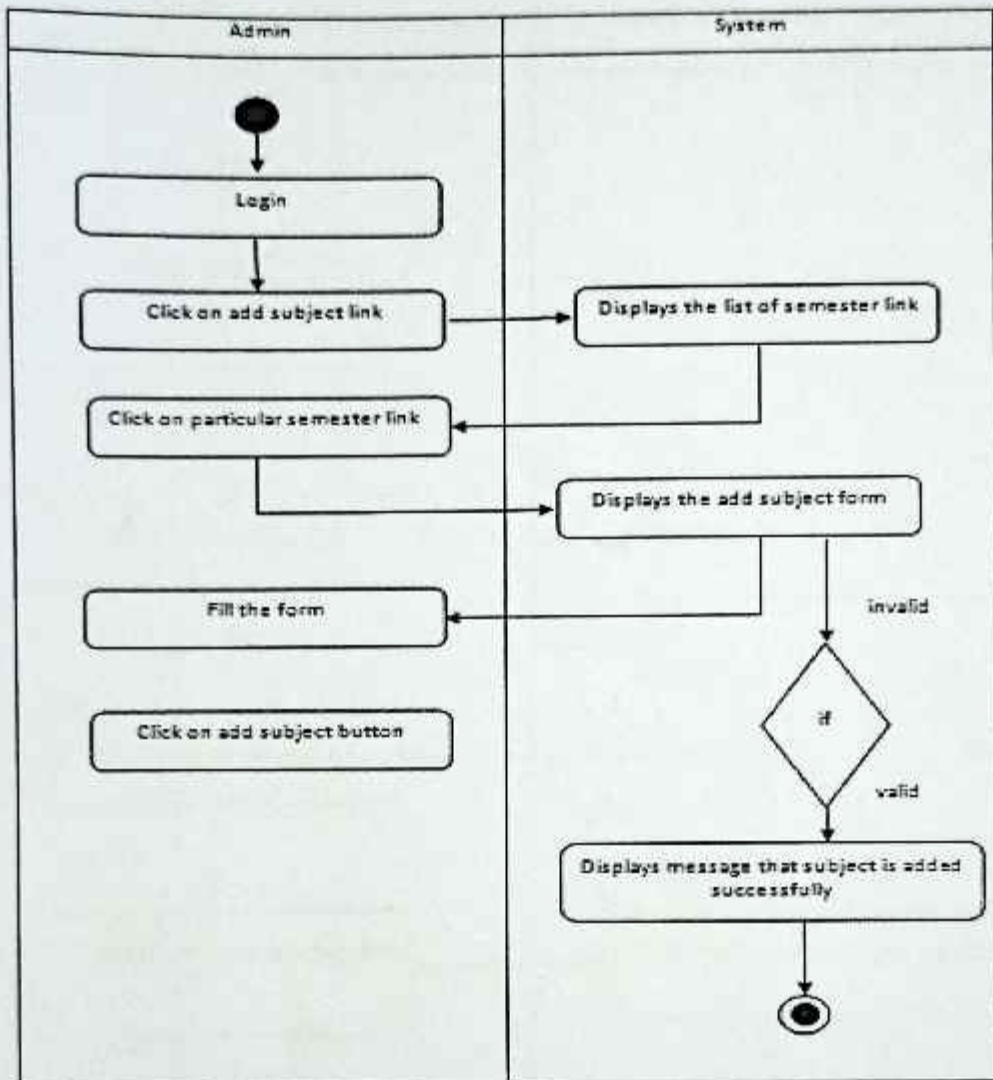 Admin
System
Login
Click on add subject link
Displays the list of semester link
Click on particular semester link
Displays the add subject form
Fill the form
invalid
if
Click on add subject button
valid
Displays message that subject is added
successfully